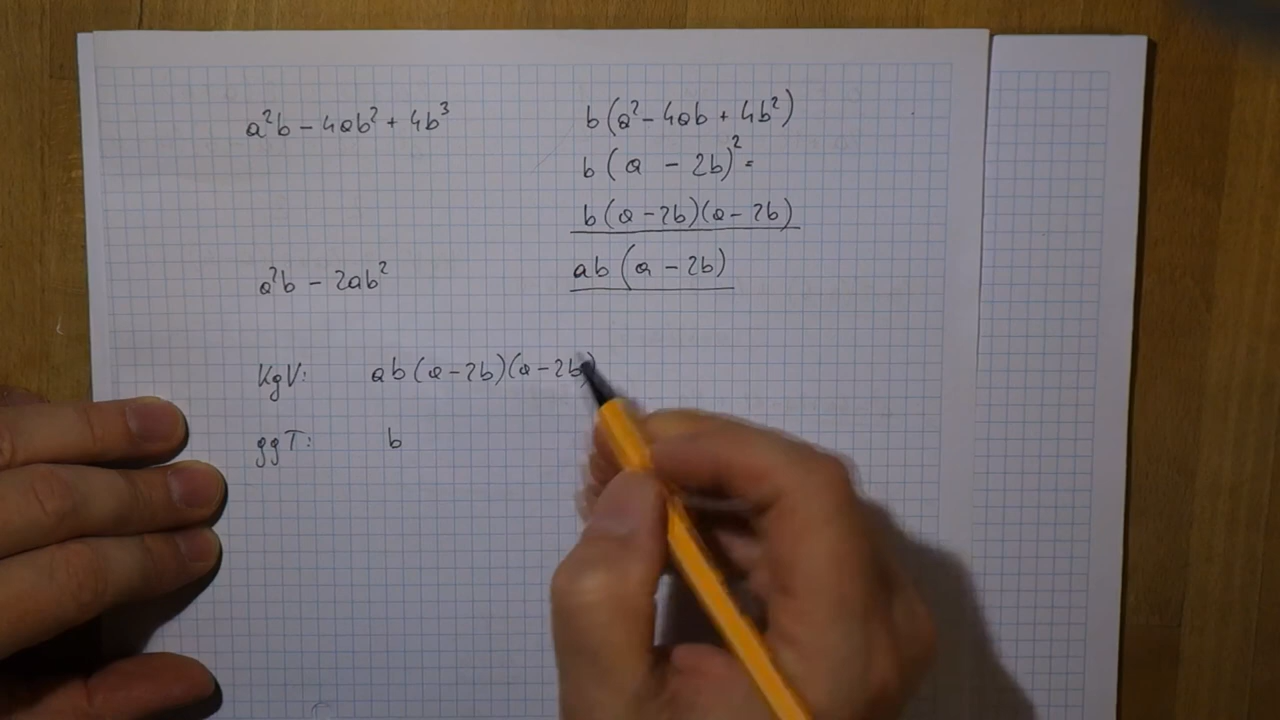 a²b - 4ab² + 4b³
b(a² - 4ab + 4b²)
b(a - 2b)² =
b(a - 2b)(a - 2b)
a²b - 2ab²
ab(a - 2b)
KgV: ab(a - 2b)(a - 2b)
ggT: b